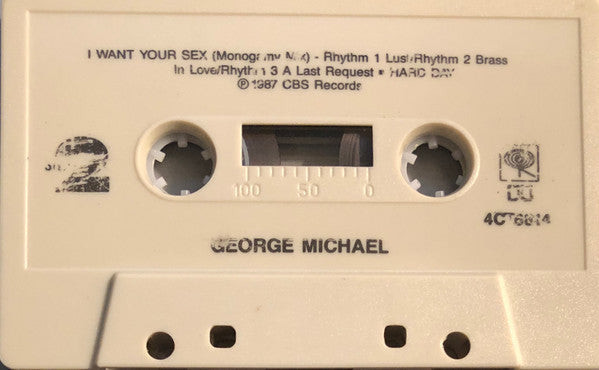 I WANT YOUR SEX (Monogamy Mix) - Rhythm 1 Lust/Rhythm 2 Brass
In Love/Rhythm 3 A Last Request • HARD DAY
℗ 1987 CBS Records
2
100 50 0
GEORGE MICHAEL